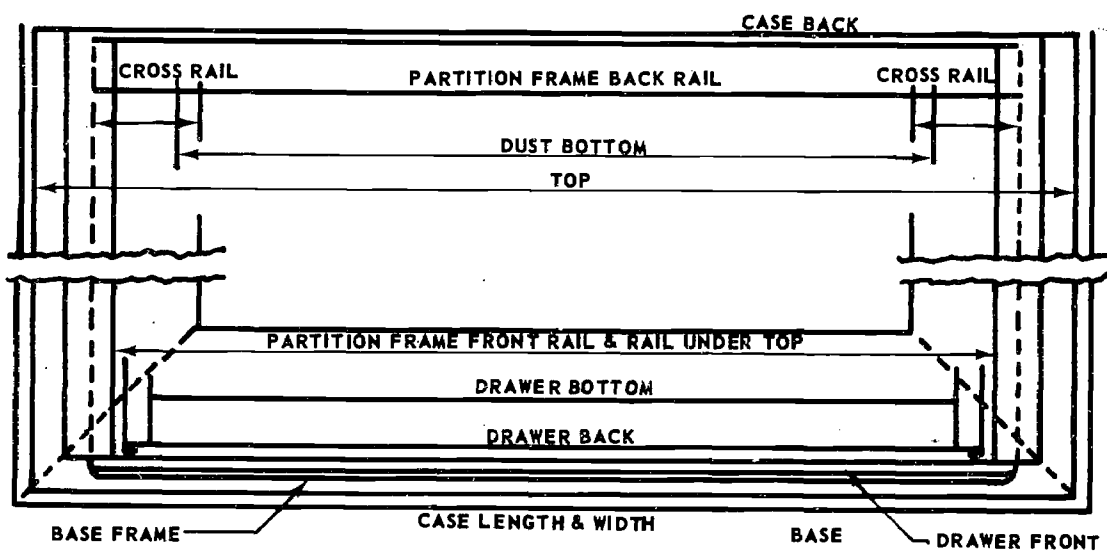 CASE BACK
CROSS RAIL
PARTITION FRAME BACK RAIL
CROSS RAIL
DUST BOTTOM
TOP
PARTITION FRAME FRONT RAIL & RAIL UNDER TOP
DRAWER BOTTOM
DRAWER BACK
BASE FRAME
CASE LENGTH & WIDTH
BASE
DRAWER FRONT